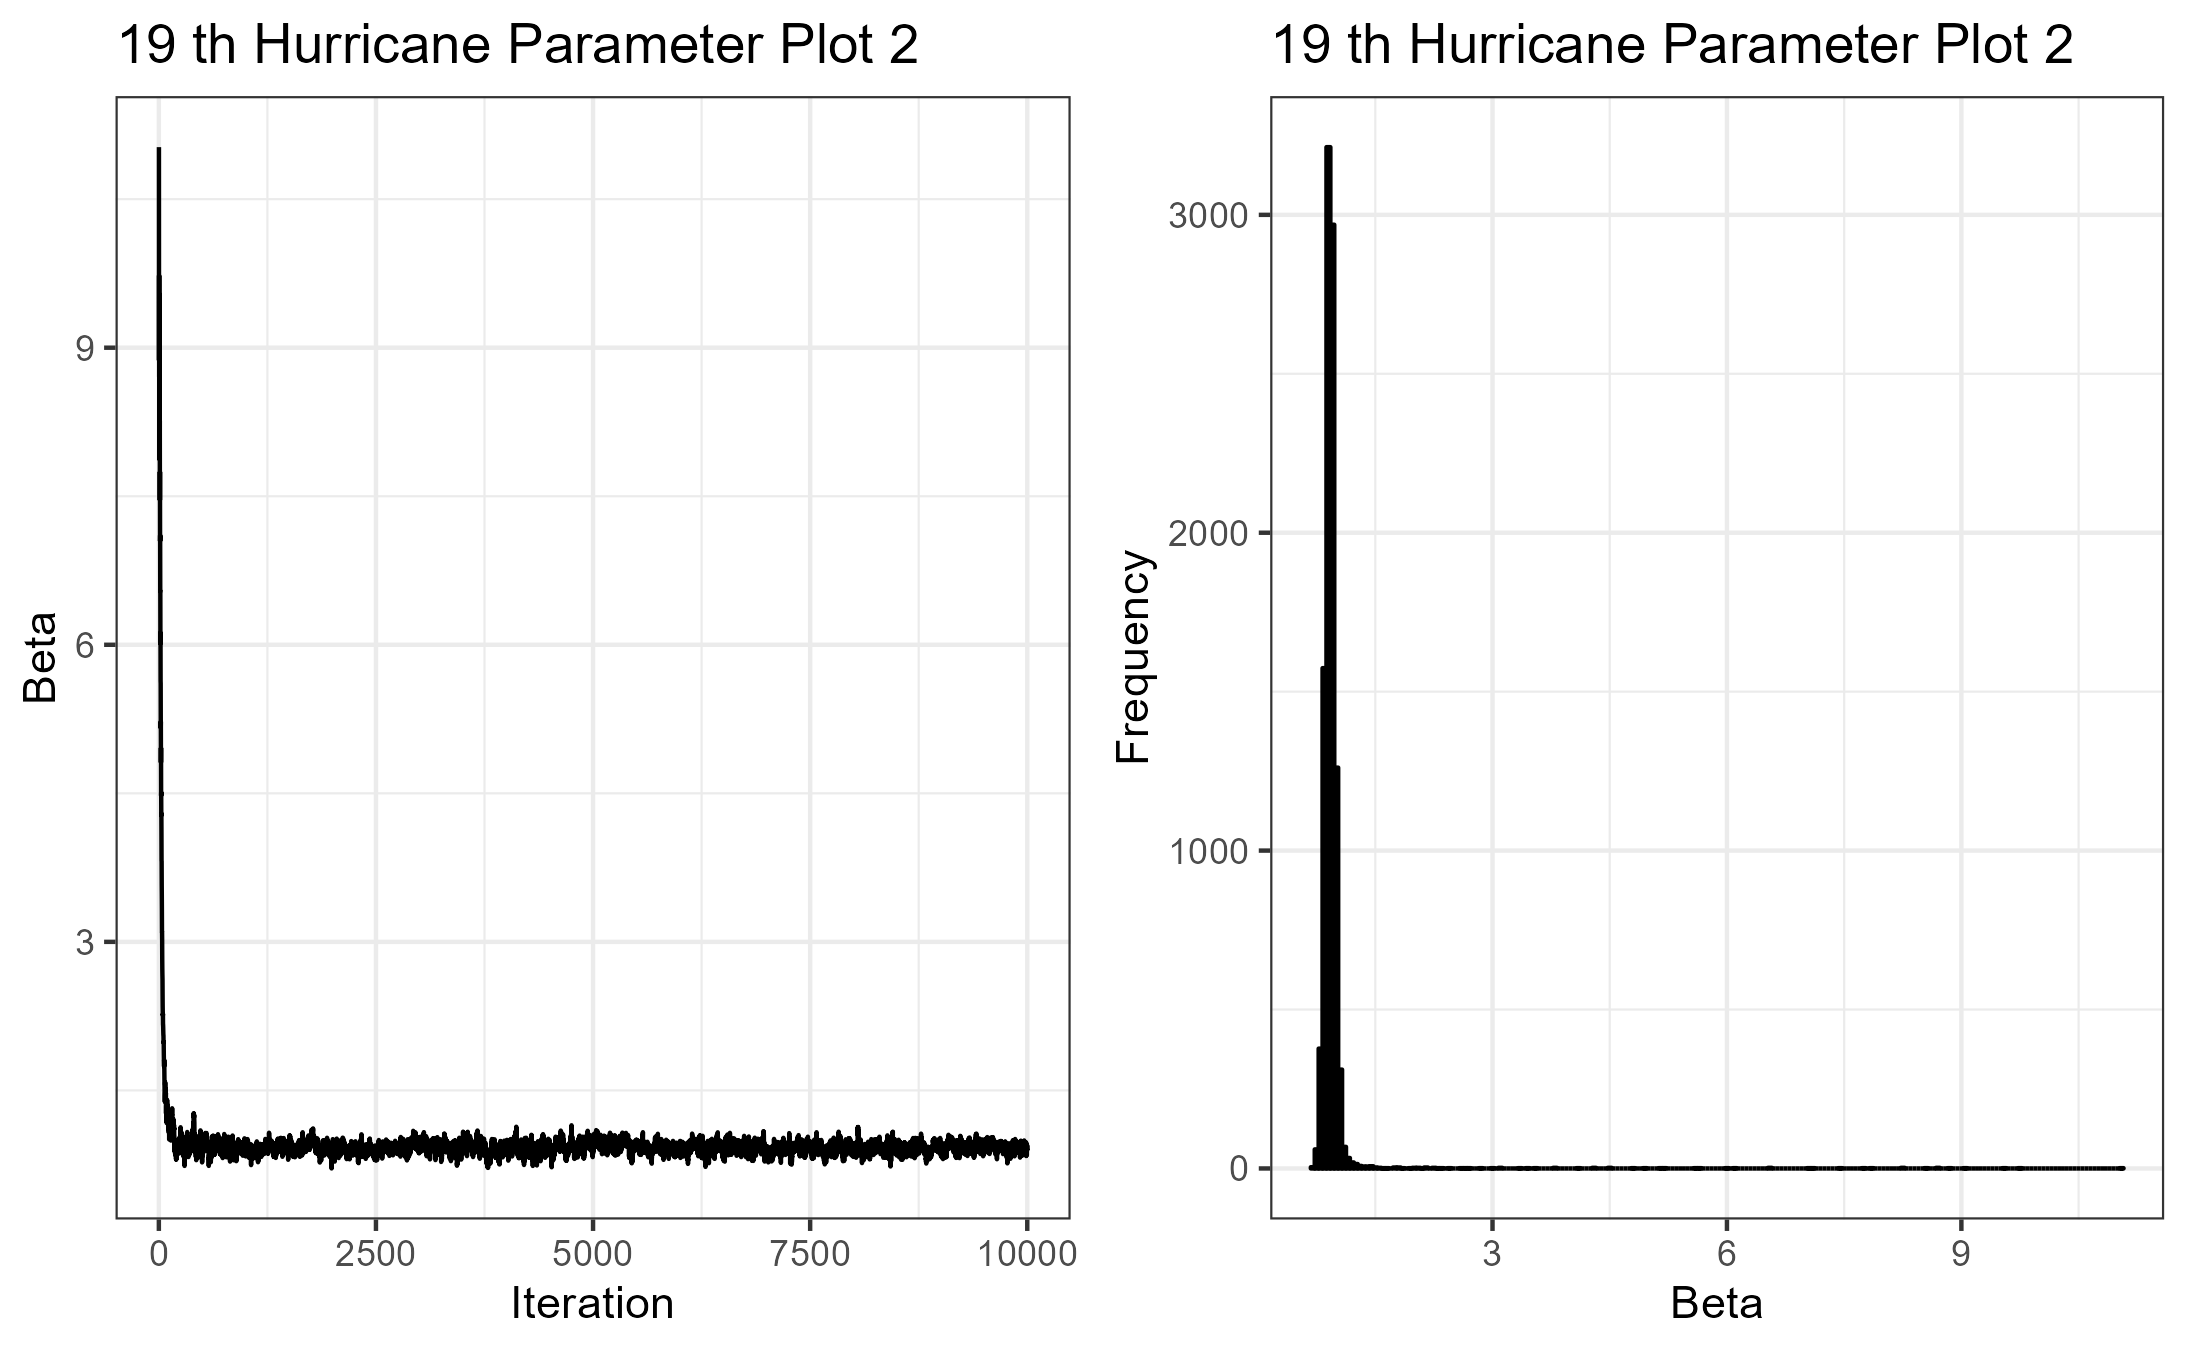 19 th Hurricane Parameter Plot 2
Beta
9
6
3
0
2500
5000
7500
10000
Iteration
19 th Hurricane Parameter Plot 2
Frequency
3000
2000
1000
0
3
6
9
Beta